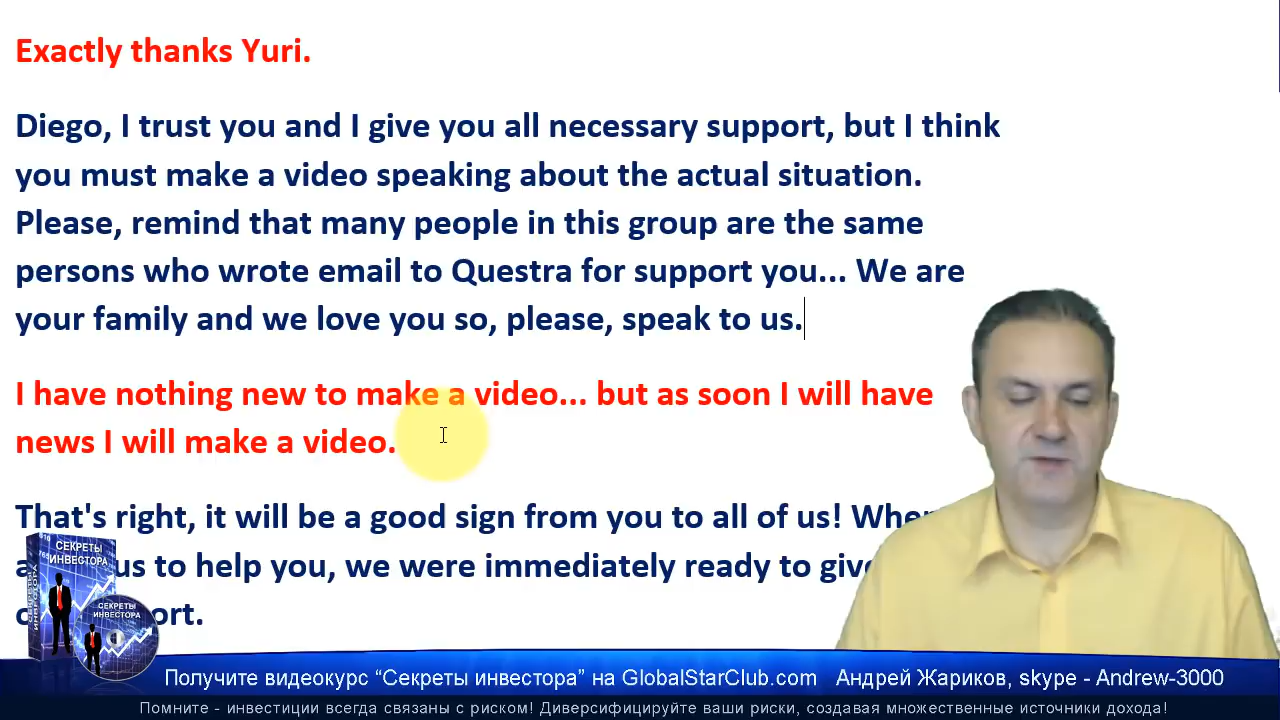 Exactly thanks Yuri.
Diego, I trust you and I give you all necessary support, but I think
you must make a video speaking about the actual situation.
Please, remind that many people in this group are the same
persons who wrote email to Questra for support you... We are
your family and we love you so, please, speak to us.
I have nothing new to make a video... but as soon I will have
news I will make a video.
That's right, it will be a good sign from you to all of us!
us to help you, we were immediately ready to give
СЕКРЕТЫ
ИНВЕСТОРА
СЕКРЕТЫ
ИНВЕСТОРА
Получите видеокурс “Секреты инвестора” на GlobalStarClub.com Андрей Жариков, skype - Andrew-3000
Помните - инвестиции всегда связаны с риском! Диверсифицируйте ваши риски, создавая множественные источники дохода!